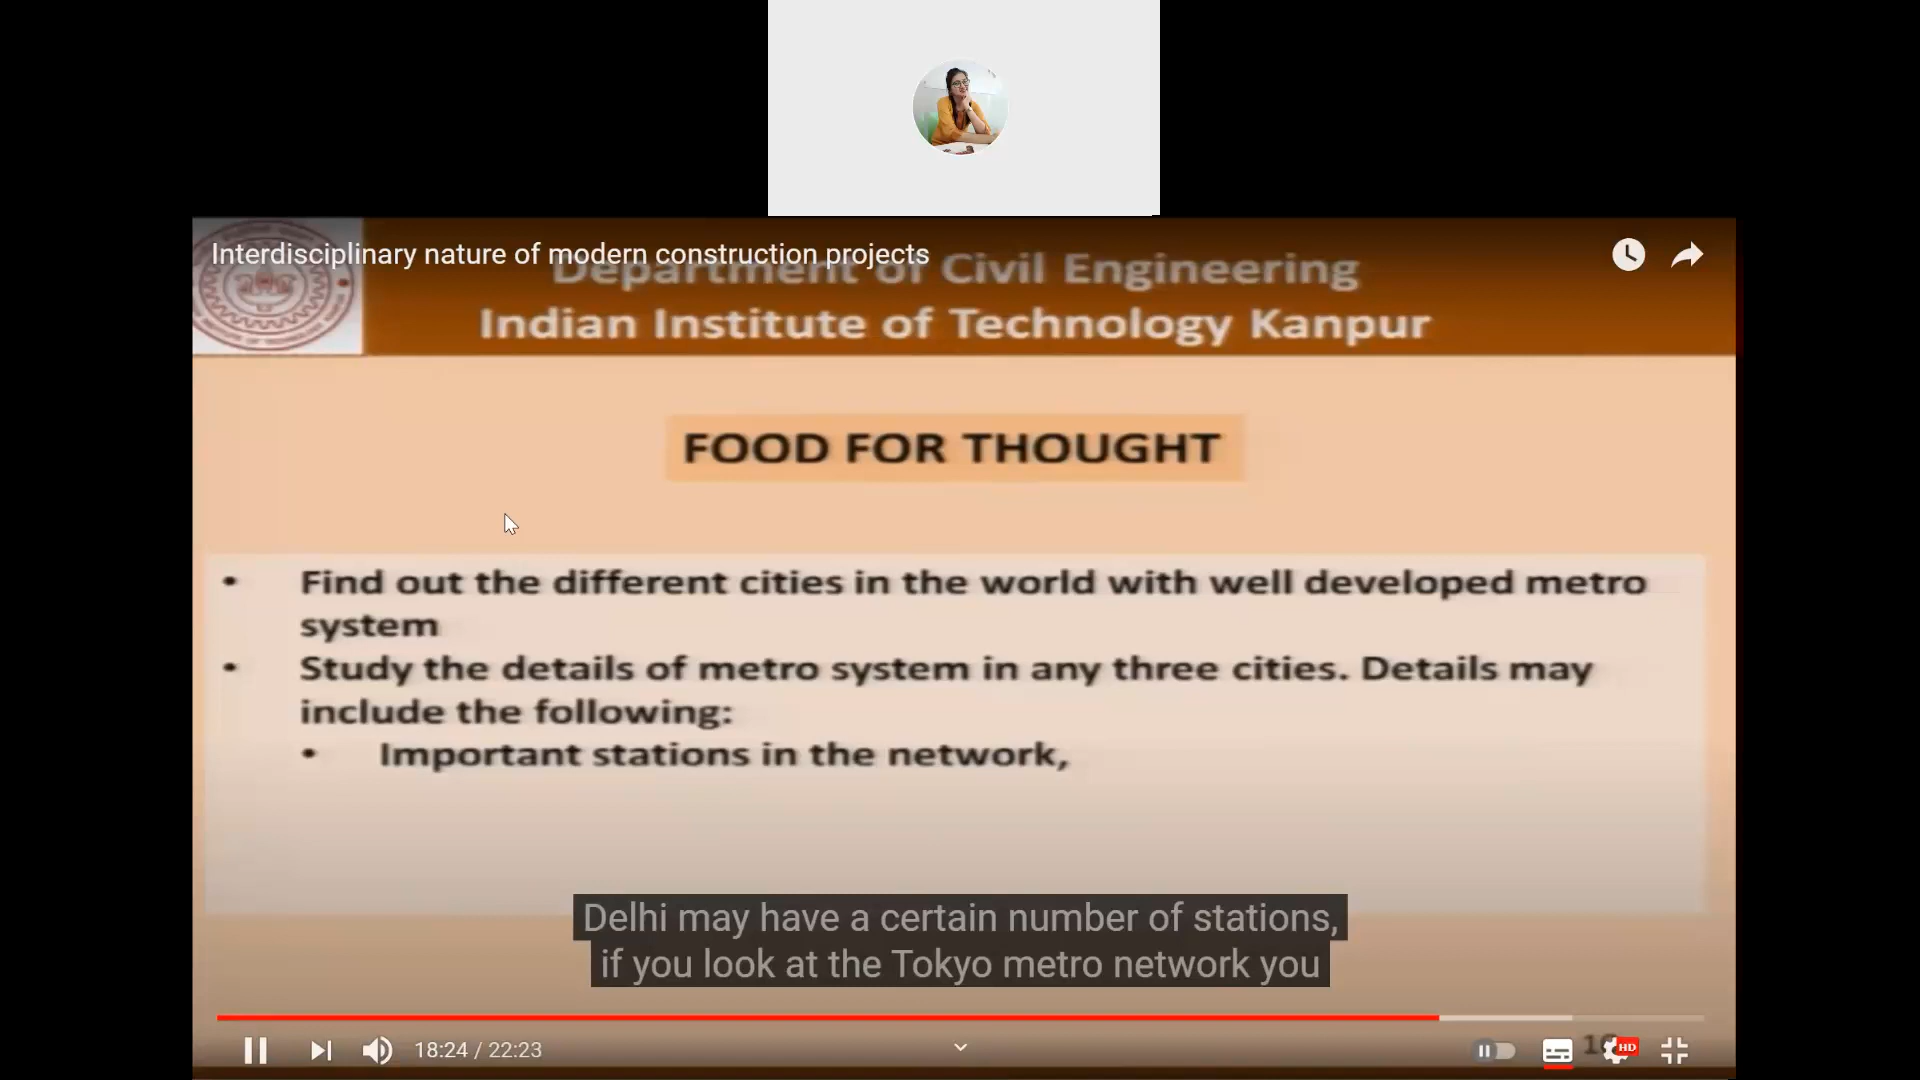 Interdisciplinary nature of modern construction projects
Department of Civil Engineering
Indian Institute of Technology Kanpur
FOOD FOR THOUGHT
• Find out the different cities in the world with well developed metro
system
• Study the details of metro system in any three cities. Details may
include the following:
• Important stations in the network,
Delhi may have a certain number of stations,
if you look at the Tokyo metro network you
18:24 / 22:23
HD